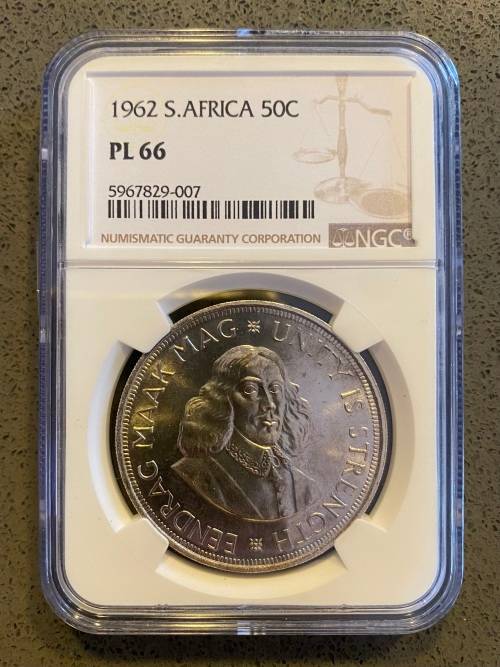 1962 S.AFRICA 50C
PL 66
5967829-007
NUMISMATIC GUARANTY CORPORATION NGC®
EENDRAG MAAK MAG ※ UNITY IS STRENGTH ※